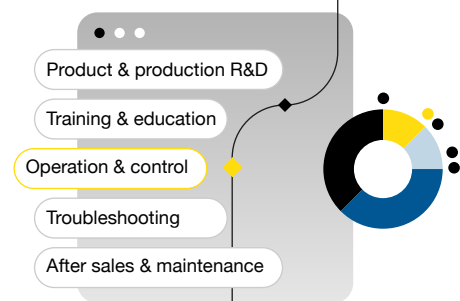 Product & production R&D
Training & education
Operation & control
Troubleshooting
After sales & maintenance